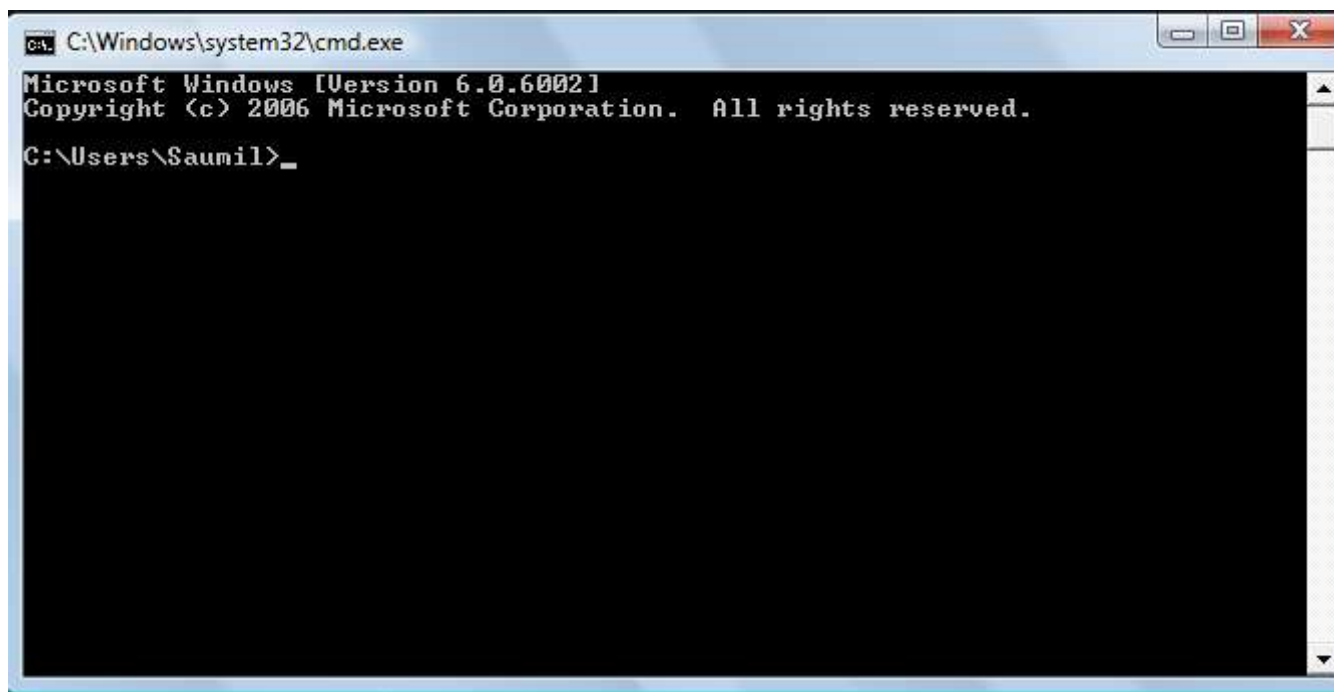 C:\Windows\system32\cmd.exe
Microsoft Windows [Version 6.0.6002]
Copyright (c) 2006 Microsoft Corporation.  All rights reserved.
C:\Users\Saumil>_